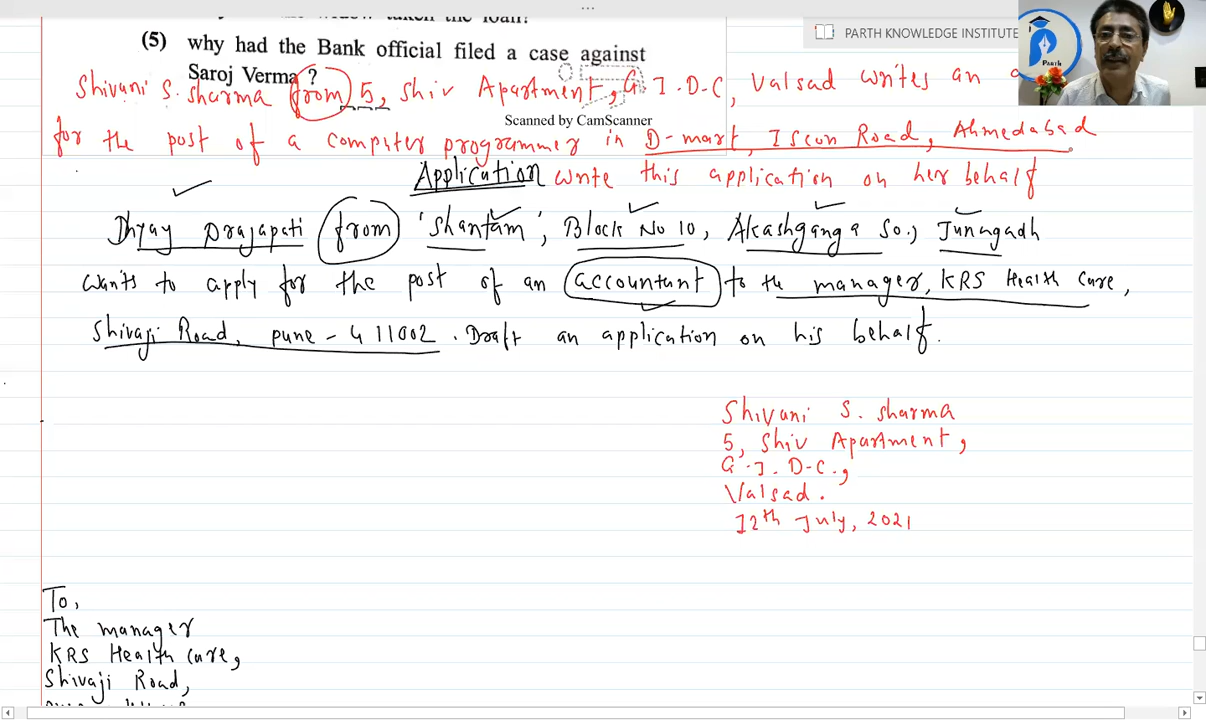 (5) why had the Bank official filed a case against
Saroj Verma ?
PARTH KNOWLEDGE INSTITUTE
Parth
Scanned by CamScanner
Shivani S. Sharma from 5, Shiv Apartment, G.I.D.C, Valsad writes an
for the post of a computer programmer in D-mart, Iscon Road, Ahmedabad
Application write this application on her behalf
Dhyay Prajapati from 'Shantam', Block No 10, Akashganga So., Junagadh
wants to apply for the post of an accountant to the manager, KRS Health Care,
Shivaji Road, pune - 411002. Draft an application on his behalf.
Shivani S. Sharma
5, Shiv Apartment,
G.I.D.C.,
Valsad.
12th July, 2021
To,
The manager
KRS Health Care,
Shivaji Road,